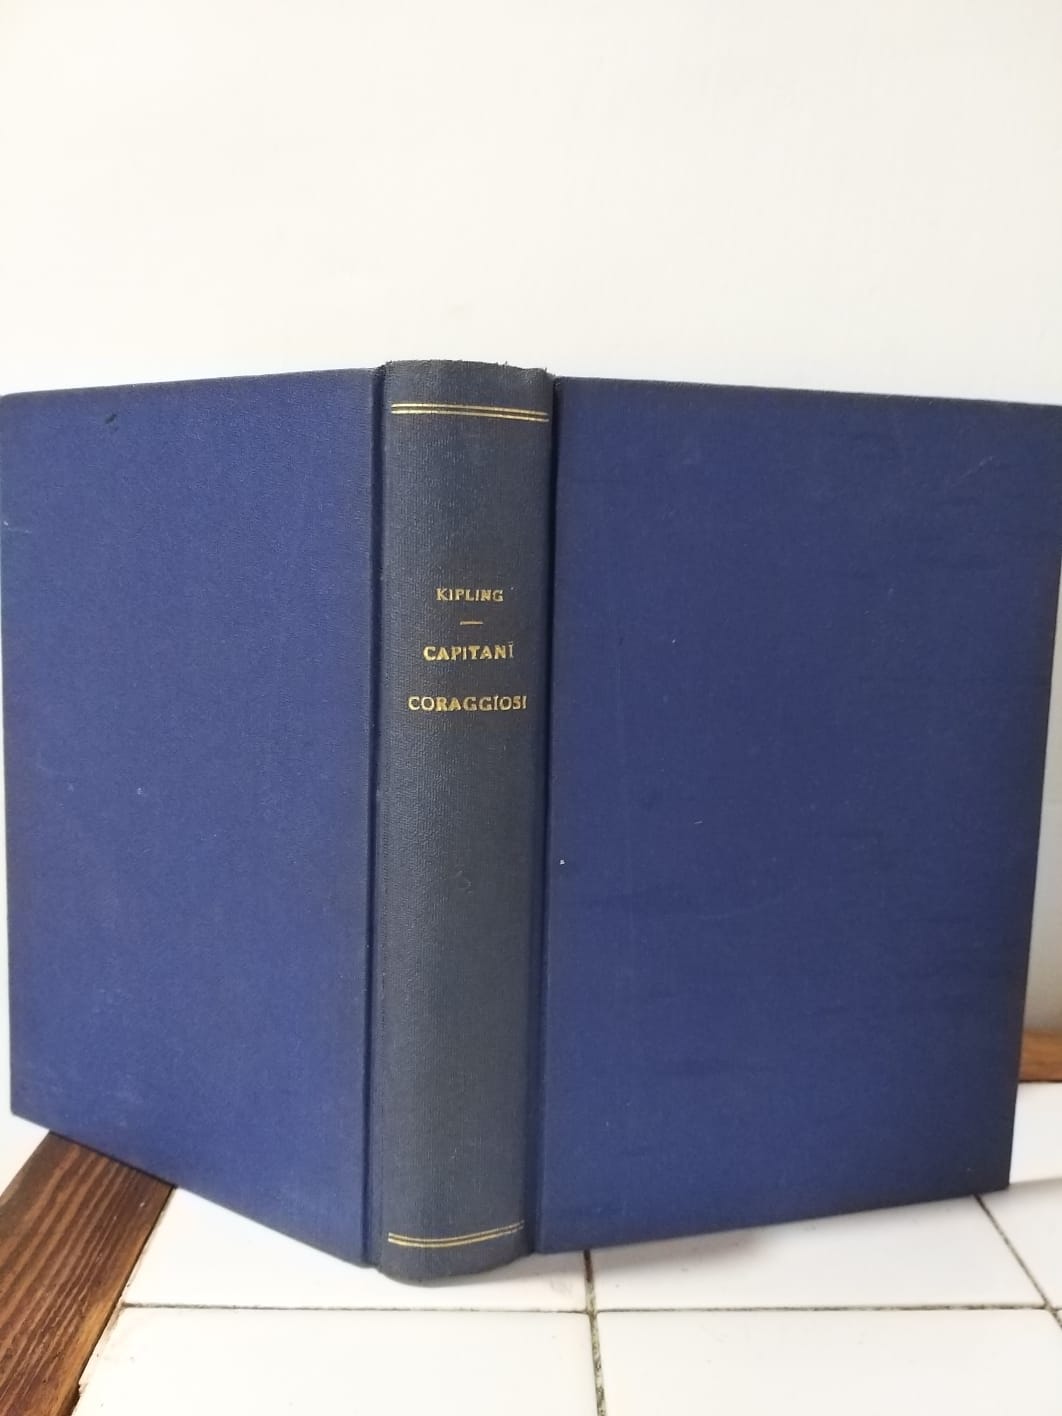 KIPLING
—
CAPITANI
CORAGGIOSI